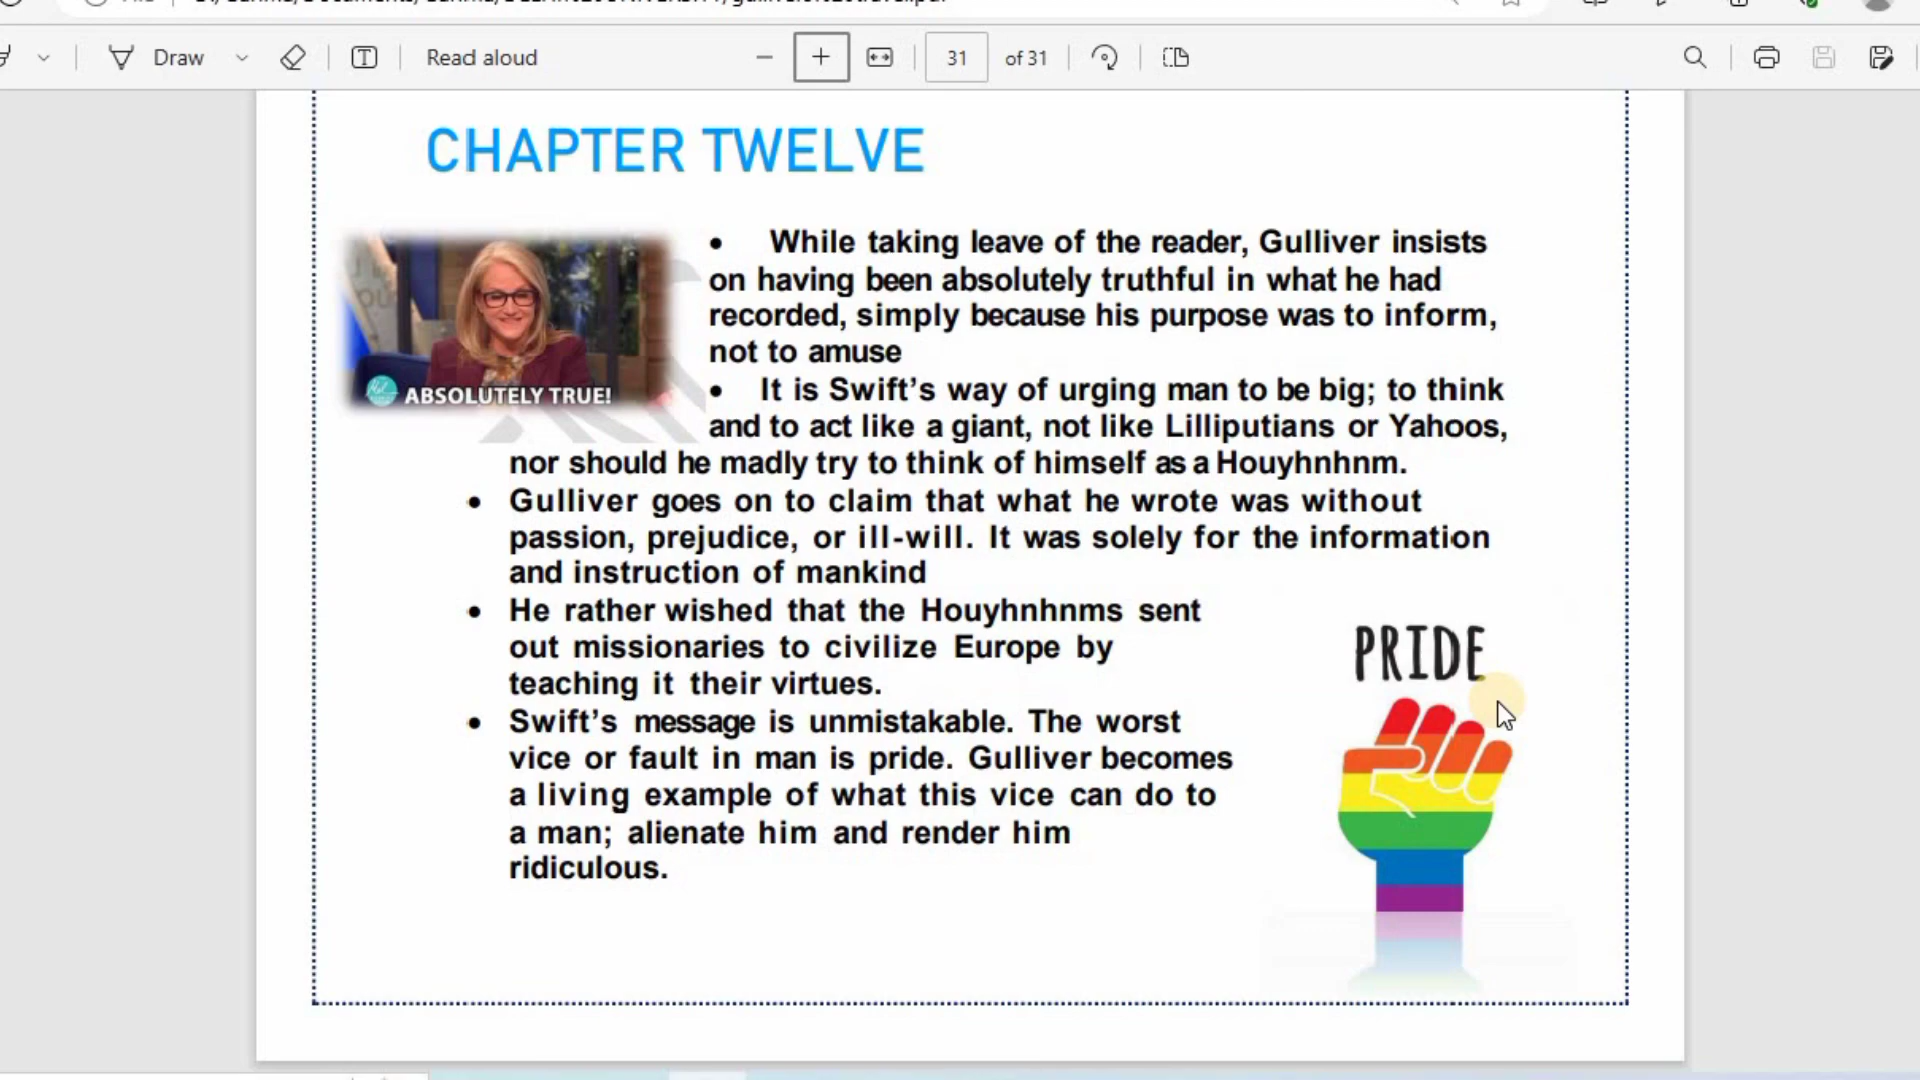 Draw
Read aloud
31 of 31
CHAPTER TWELVE
ABSOLUTELY TRUE!
• While taking leave of the reader, Gulliver insists
on having been absolutely truthful in what he had
recorded, simply because his purpose was to inform,
not to amuse
• It is Swift's way of urging man to be big; to think
and to act like a giant, not like Lilliputians or Yahoos,
nor should he madly try to think of himself as a Houyhnhnm.
• Gulliver goes on to claim that what he wrote was without
passion, prejudice, or ill-will. It was solely for the information
and instruction of mankind
• He rather wished that the Houyhnhnms sent
out missionaries to civilize Europe by
teaching it their virtues.
• Swift's message is unmistakable. The worst
vice or fault in man is pride. Gulliver becomes
a living example of what this vice can do to
a man; alienate him and render him
ridiculous.
PRIDE